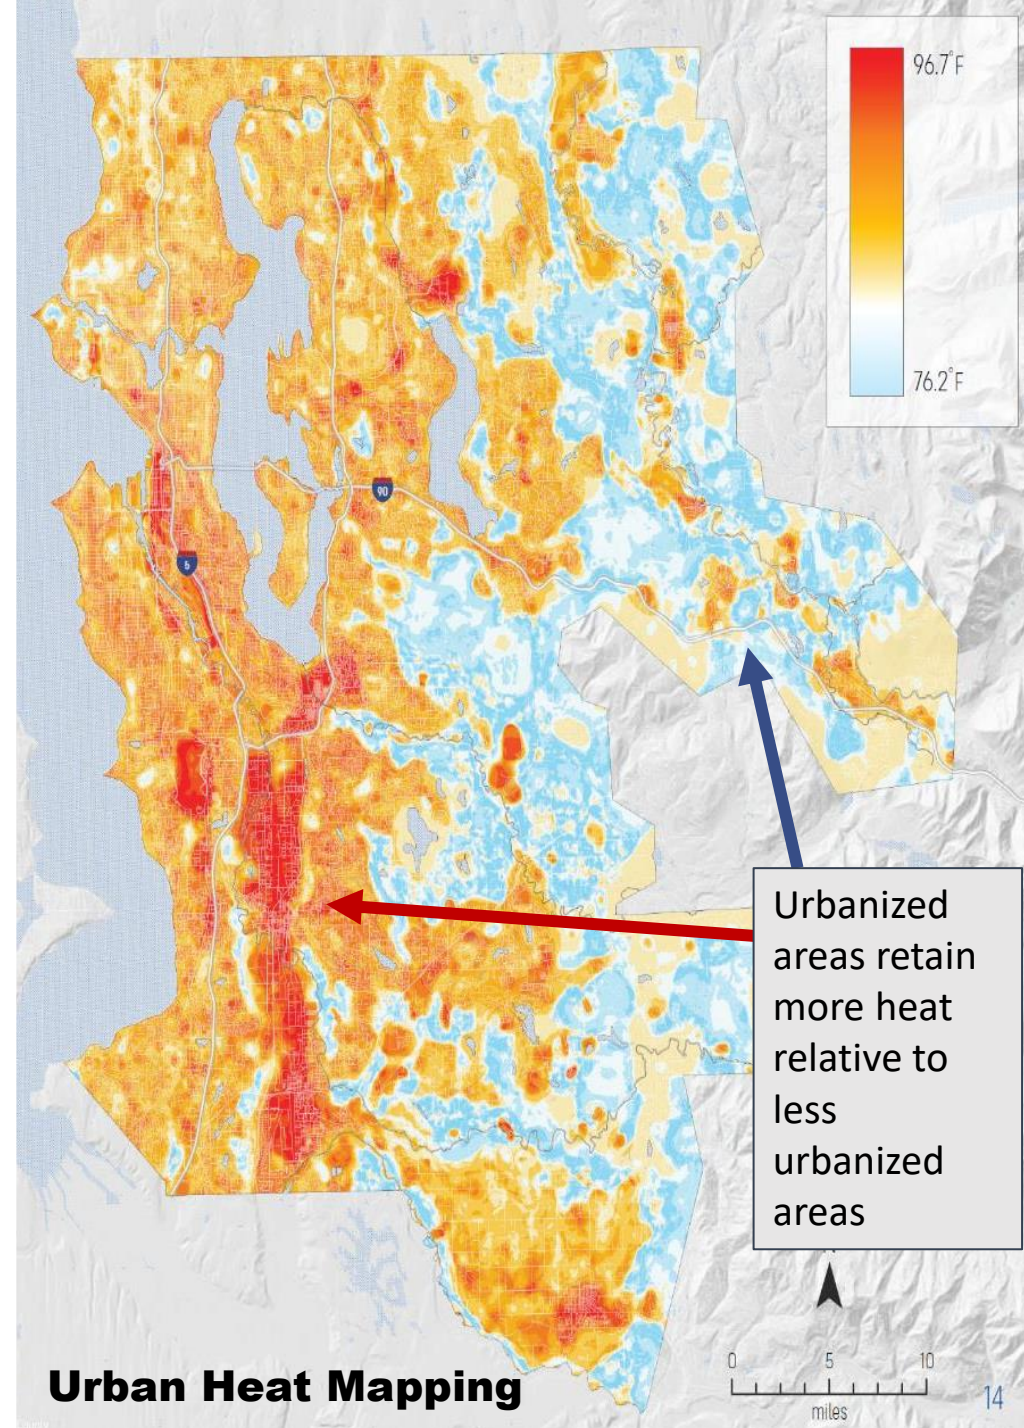 96.7°F
76.2°F
90
5
Urbanized
areas retain
more heat
relative to
less
urbanized
areas
0 5 10
miles
Urban Heat Mapping
14